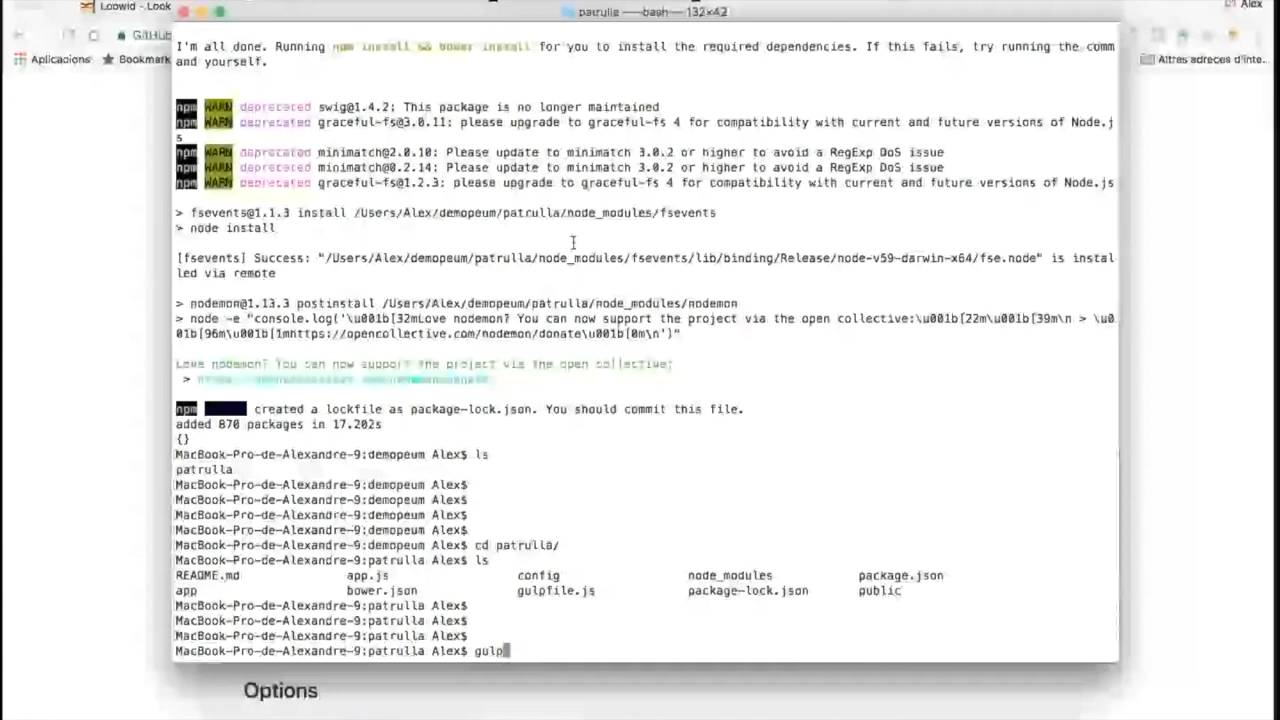 Loowid - Look
patrulla — -bash — 132×42
Alex
GitHub
Aplicacions
Bookmark
Altres adreces d'inte...
I'm all done. Running npm install && bower install for you to install the required dependencies. If this fails, try running the comm
and yourself.
npm WARN deprecated swig@1.4.2: This package is no longer maintained
npm WARN deprecated graceful-fs@3.0.11: please upgrade to graceful-fs 4 for compatibility with current and future versions of Node.j
s
npm WARN deprecated minimatch@2.0.10: Please update to minimatch 3.0.2 or higher to avoid a RegExp DoS issue
npm WARN deprecated minimatch@0.2.14: Please update to minimatch 3.0.2 or higher to avoid a RegExp DoS issue
npm WARN deprecated graceful-fs@1.2.3: please upgrade to graceful-fs 4 for compatibility with current and future versions of Node.js
> fsevents@1.1.3 install /Users/Alex/demopeum/patrulla/node_modules/fsevents
> node install
[fsevents] Success: "/Users/Alex/demopeum/patrulla/node_modules/fsevents/lib/binding/Release/node-v59-darwin-x64/fse.node" is instal
led via remote
> nodemon@1.13.3 postinstall /Users/Alex/demopeum/patrulla/node_modules/nodemon
> node -e "console.log('\u001b[32mLove nodemon? You can now support the project via the open collective:\u001b[22m\u001b[39m\n > \u0
01b[96m\u001b[1mhttps://opencollective.com/nodemon/donate\u001b[0m\n')"
Love nodemon? You can now support the project via the open collective:
>
npm created a lockfile as package-lock.json. You should commit this file.
added 870 packages in 17.202s
{}
MacBook-Pro-de-Alexandre-9:demopeum Alex$ ls
patrulla
MacBook-Pro-de-Alexandre-9:demopeum Alex$
MacBook-Pro-de-Alexandre-9:demopeum Alex$
MacBook-Pro-de-Alexandre-9:demopeum Alex$
MacBook-Pro-de-Alexandre-9:demopeum Alex$
MacBook-Pro-de-Alexandre-9:demopeum Alex$ cd patrulla/
MacBook-Pro-de-Alexandre-9:patrulla Alex$ ls
README.md app.js config node_modules package.json
app bower.json gulpfile.js package-lock.json public
MacBook-Pro-de-Alexandre-9:patrulla Alex$
MacBook-Pro-de-Alexandre-9:patrulla Alex$
MacBook-Pro-de-Alexandre-9:patrulla Alex$
MacBook-Pro-de-Alexandre-9:patrulla Alex$ gulp
Options